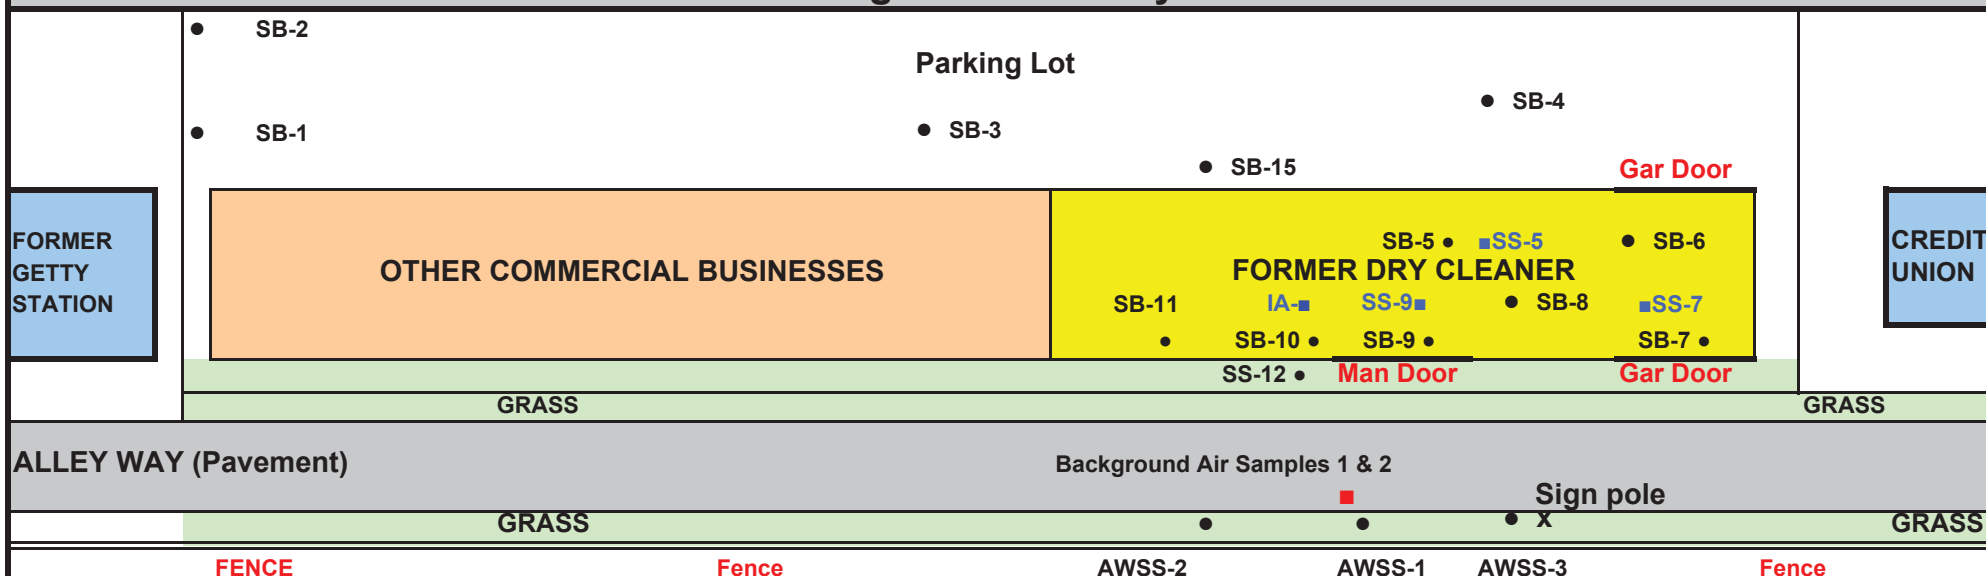 SB-2
Parking Lot
SB-4
SB-1
SB-3
SB-15
Gar Door
FORMER
GETTY
STATION
OTHER COMMERCIAL BUSINESSES
SB-5
SS-5
SB-6
FORMER DRY CLEANER
SB-11
IA-
SS-9
SB-8
SS-7
SB-10
SB-9
SB-7
CREDIT
UNION
SS-12
Man Door
Gar Door
GRASS
GRASS
ALLEY WAY (Pavement)
Background Air Samples 1 & 2
Sign pole
X
GRASS
GRASS
FENCE
Fence
AWSS-2
AWSS-1
AWSS-3
Fence